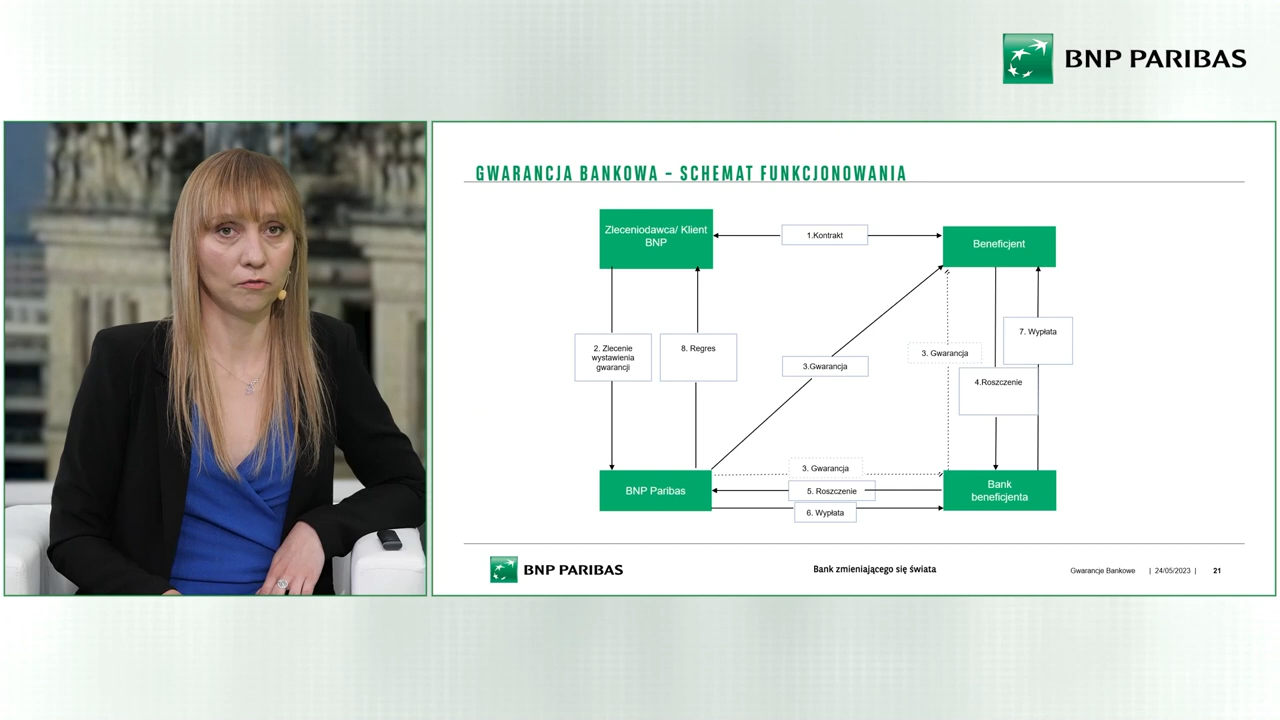 BNP PARIBAS
GWARANCJA BANKOWA – SCHEMAT FUNKCJONOWANIA
Zleceniodawca/ Klient
BNP
1.Kontrakt
Beneficjent
2. Zlecenie
wystawienia
gwarancji
8. Regres
3.Gwarancja
3. Gwarancja
7. Wypłata
4.Roszczenie
BNP Paribas
3. Gwarancja
5. Roszczenie
6. Wypłata
Bank
beneficjenta
BNP PARIBAS
Bank zmieniającego się świata
Gwarancje Bankowe | 24/05/2023 | 21